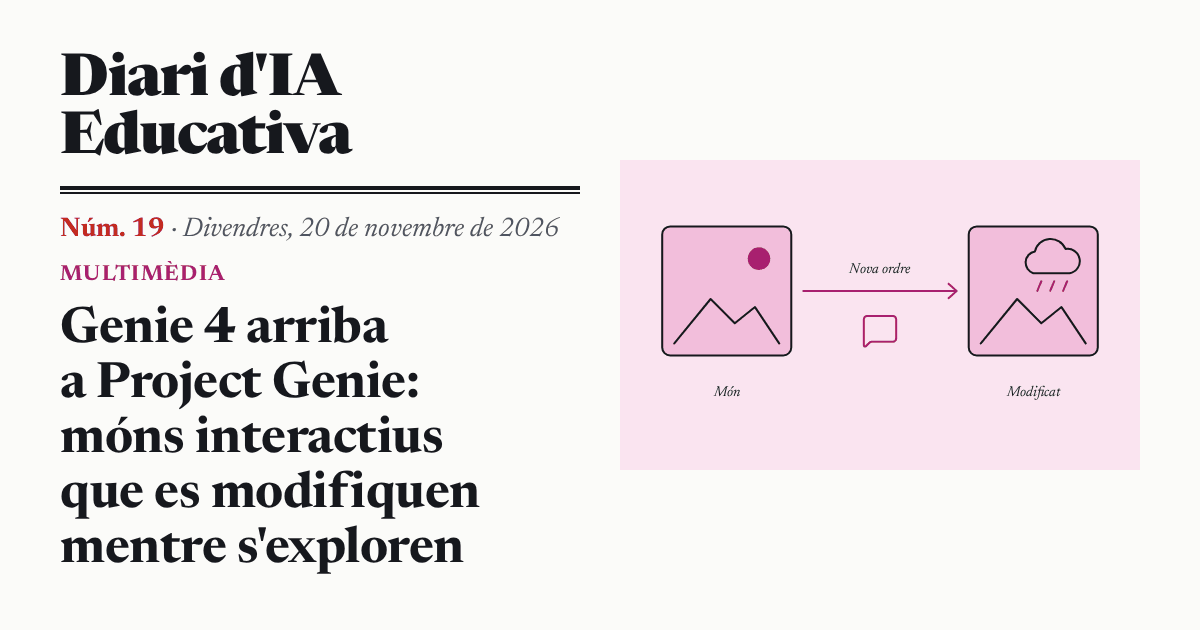 Diari d'IA
Educativa
Núm. 19 · Divendres, 20 de novembre de 2026
MULTIMÈDIA
Genie 4 arriba
a Project Genie:
móns interactius
que es modifiquen
mentre s'exploren
Nova ordre
Món
Modificat